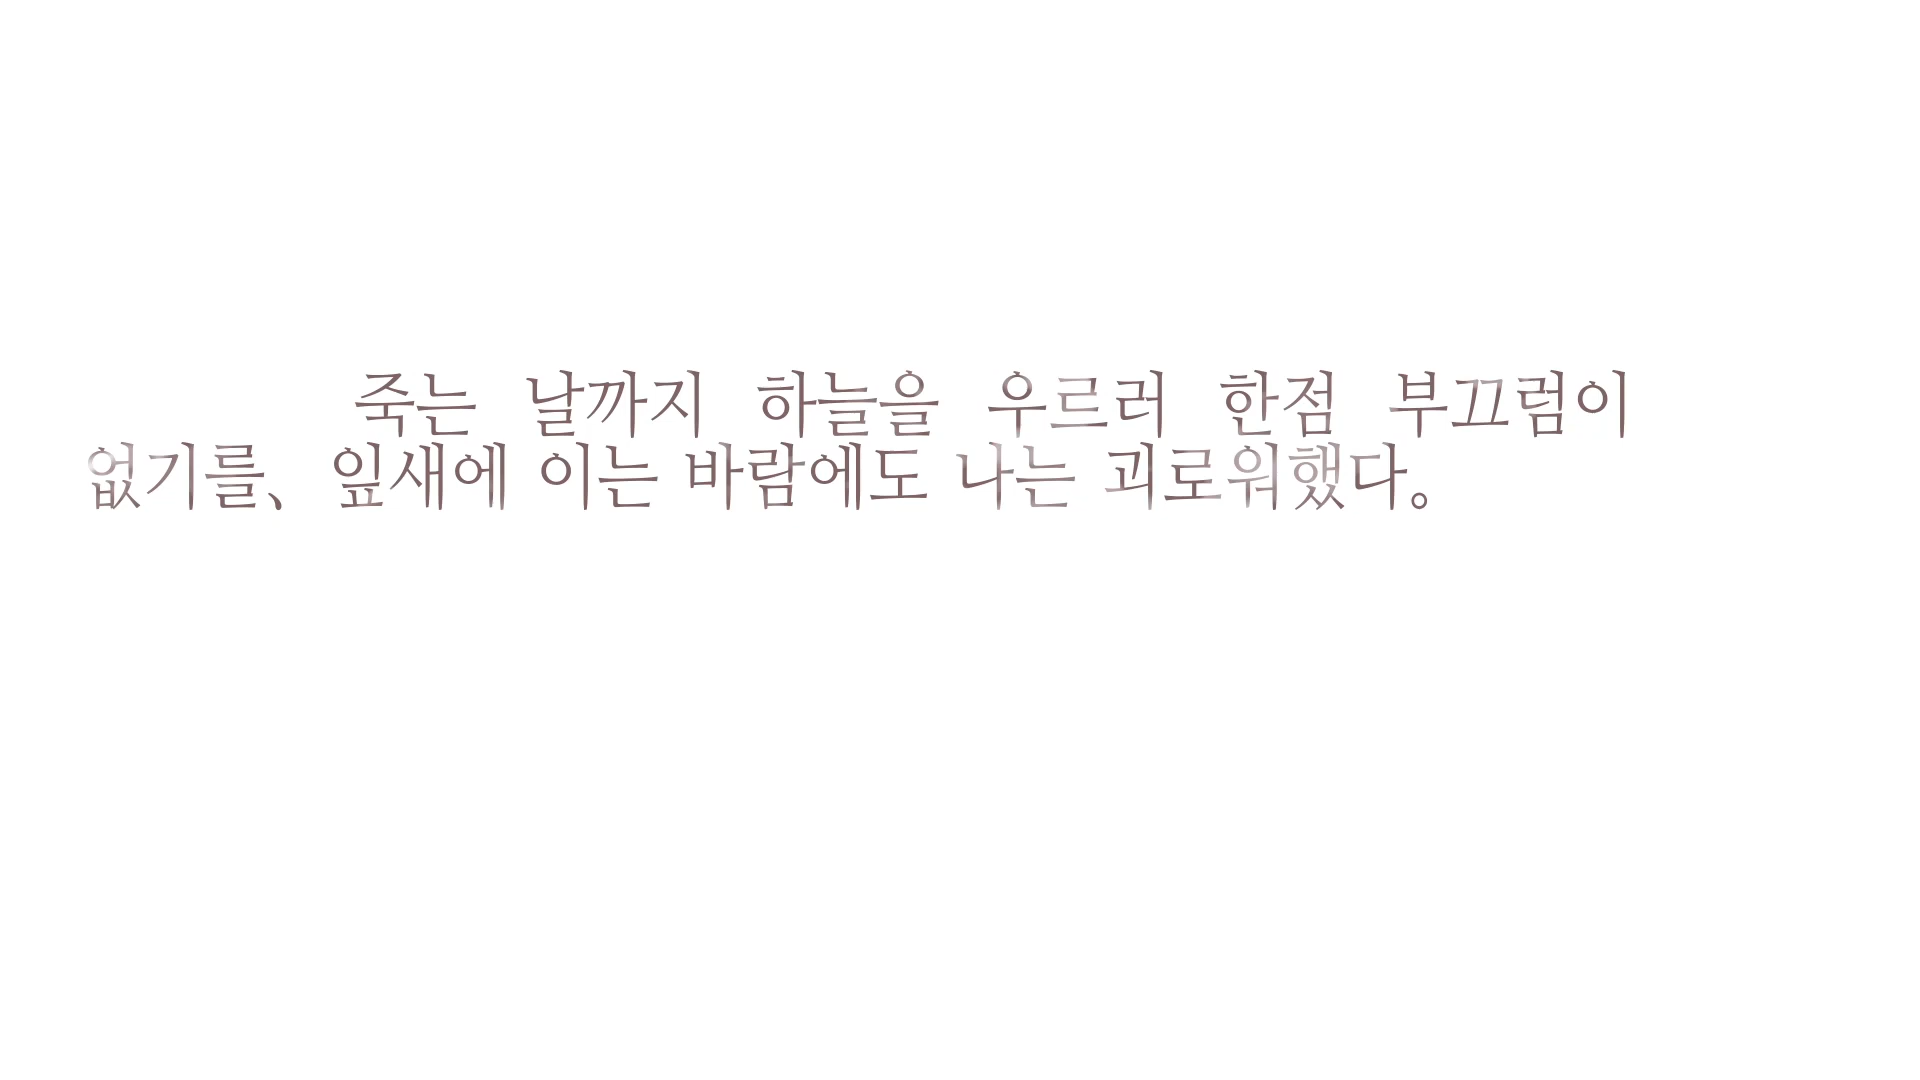 죽는 날까지 하늘을 우르러 한점 부끄럼이
없기를、잎새에 이는 바람에도 나는 괴로워했다。